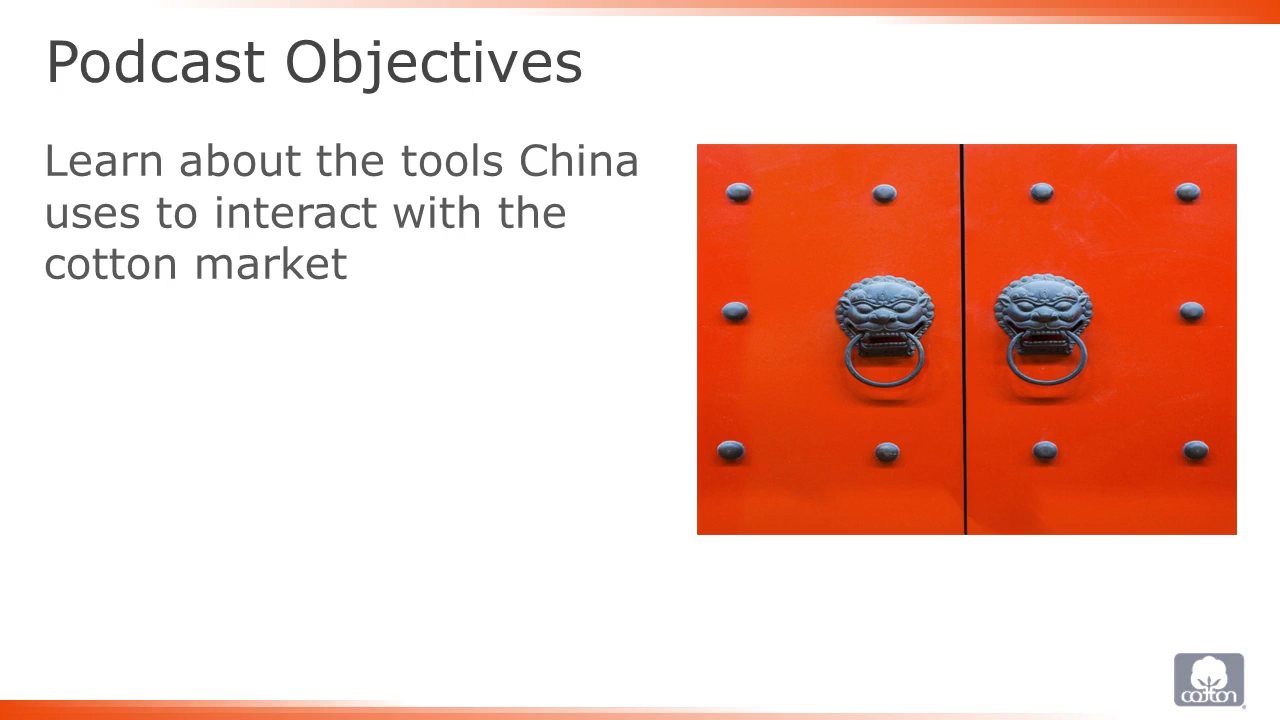 Podcast Objectives
Learn about the tools China
uses to interact with the
cotton market
cotton